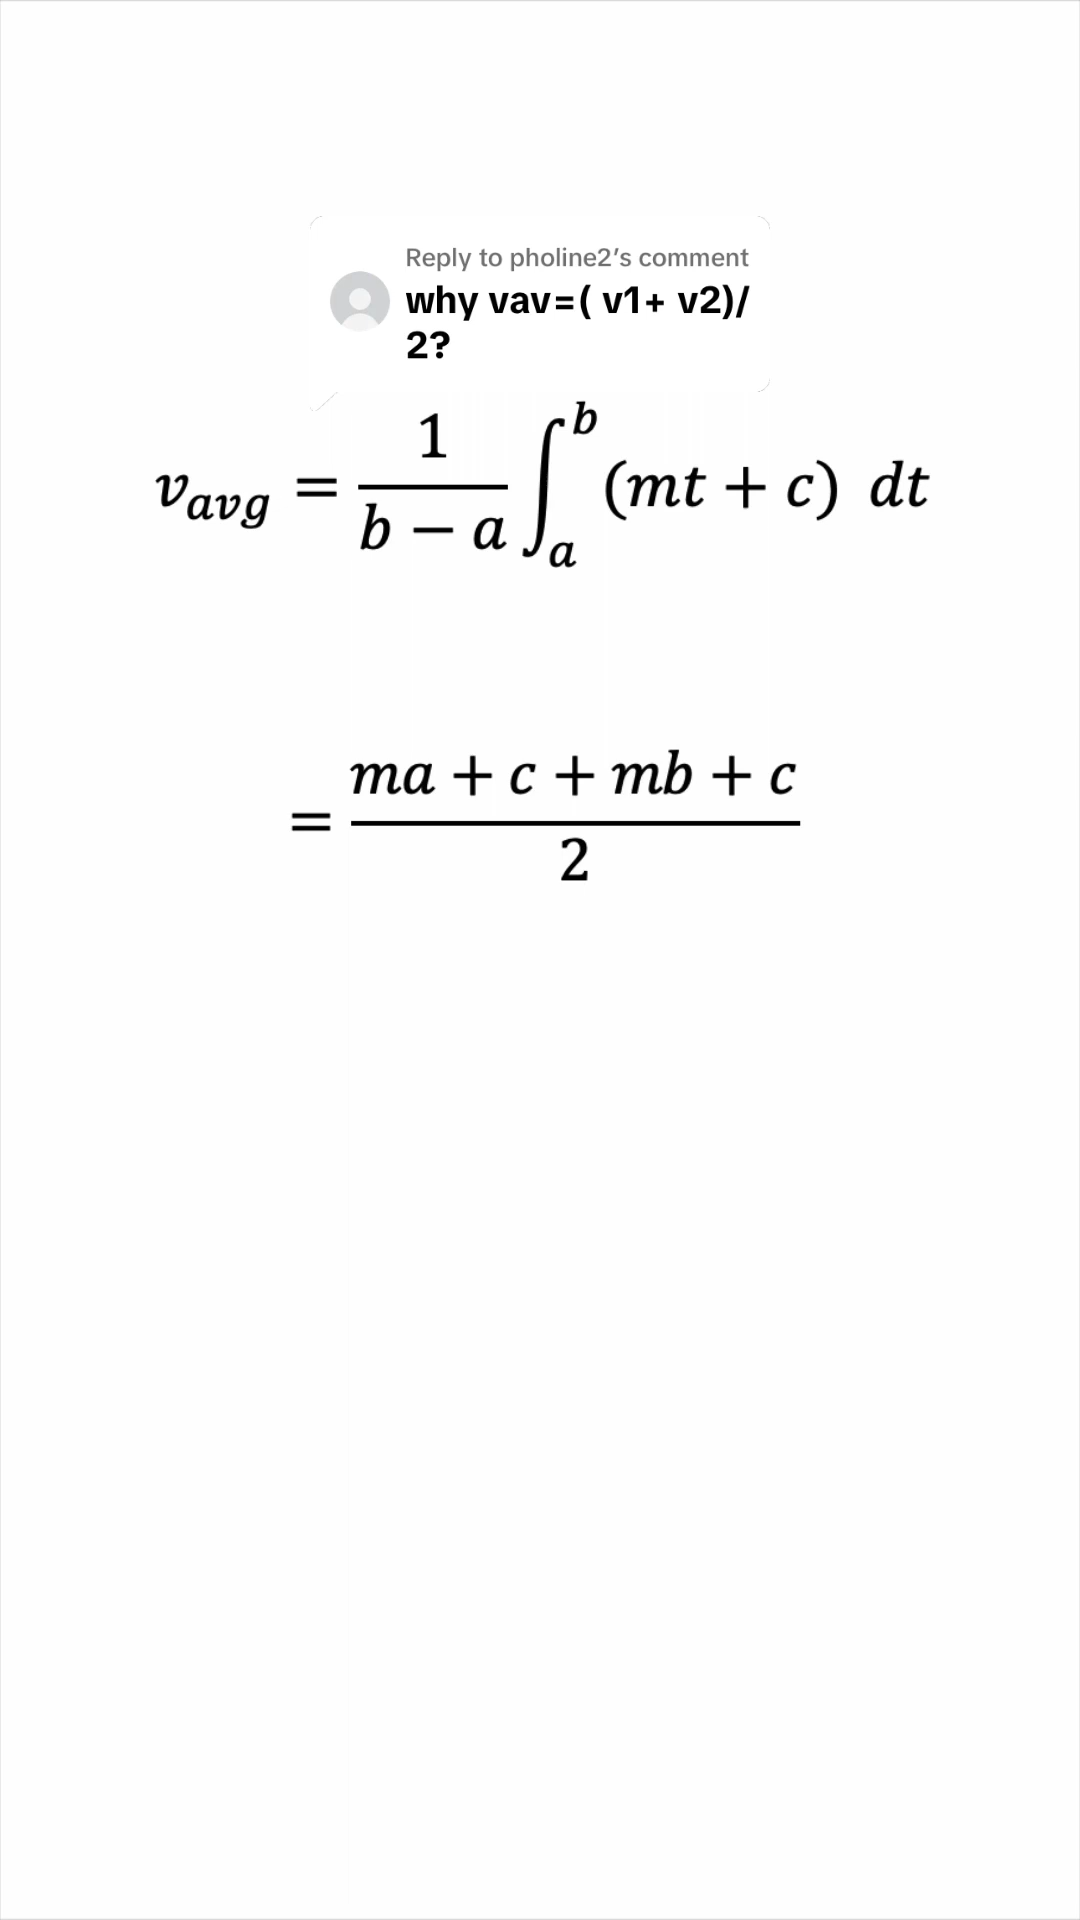 Reply to pholine2’s comment
why vav=( v1+ v2)/
2?
v_avg = 1/(b − a) ∫_a^b (mt + c) dt
= (ma + c + mb + c)/2